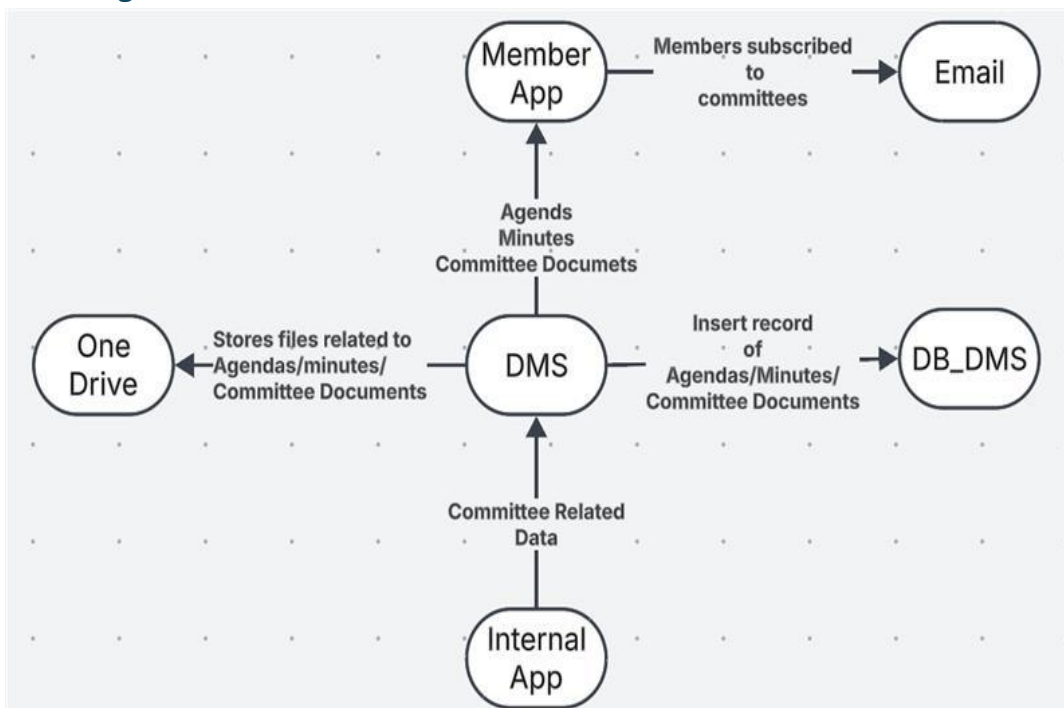 Member
App
Members subscribed
to
committees
Email
Agends
Minutes
Committee Documets
One
Drive
Stores files related to
Agendas/minutes/
Committee Documents
DMS
Insert record
of
Agendas/Minutes/
Committee Documents
DB_DMS
Committee Related
Data
Internal
App